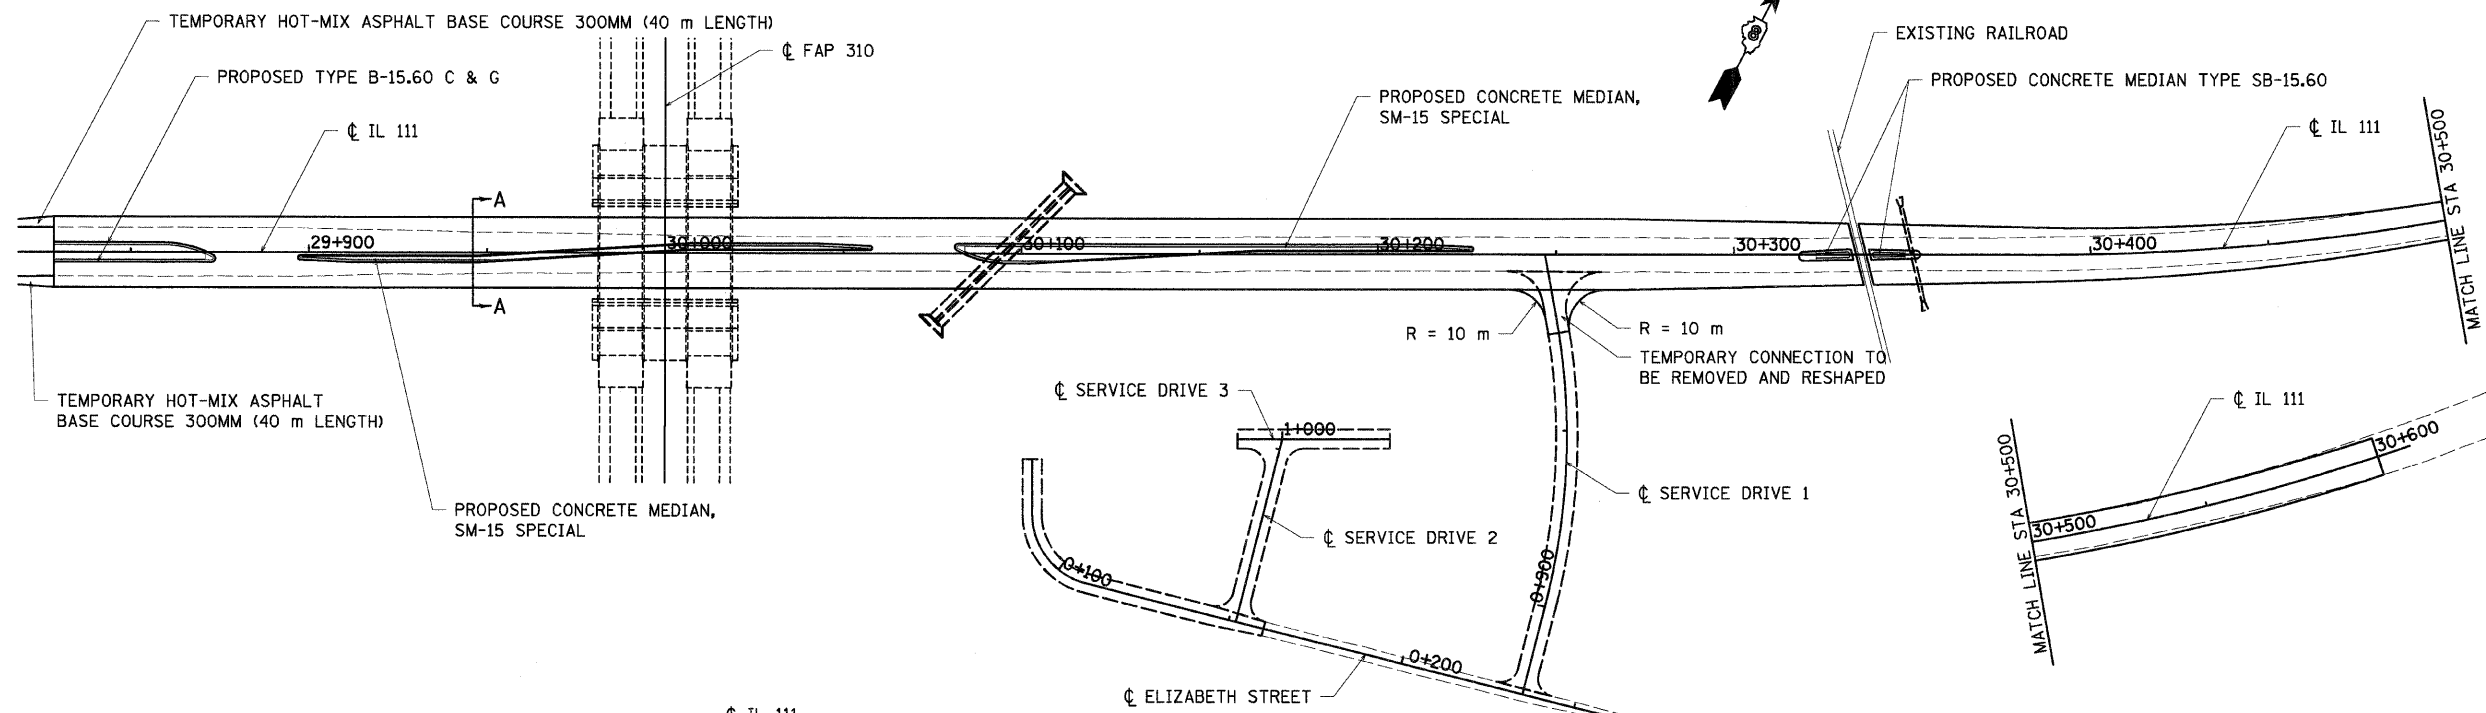 TEMPORARY HOT-MIX ASPHALT BASE COURSE 300MM (40 m LENGTH)
℄ FAP 310
PROPOSED TYPE B-15.60 C & G
℄ IL 111
EXISTING RAILROAD
PROPOSED CONCRETE MEDIAN TYPE SB-15.60
PROPOSED CONCRETE MEDIAN,
SM-15 SPECIAL
℄ IL 111
MATCH LINE STA 30+500
A
29+900
30+000
30+100
30+200
30+300
30+400
A
R = 10 m
R = 10 m
TEMPORARY CONNECTION TO
BE REMOVED AND RESHAPED
TEMPORARY HOT-MIX ASPHALT
BASE COURSE 300MM (40 m LENGTH)
℄ SERVICE DRIVE 3
1+000
℄ IL 111
30+600
℄ SERVICE DRIVE 1
PROPOSED CONCRETE MEDIAN,
SM-15 SPECIAL
℄ SERVICE DRIVE 2
MATCH LINE STA 30+500
30+500
0+100
0+900
0+200
℄ ELIZABETH STREET
℄ IL 111